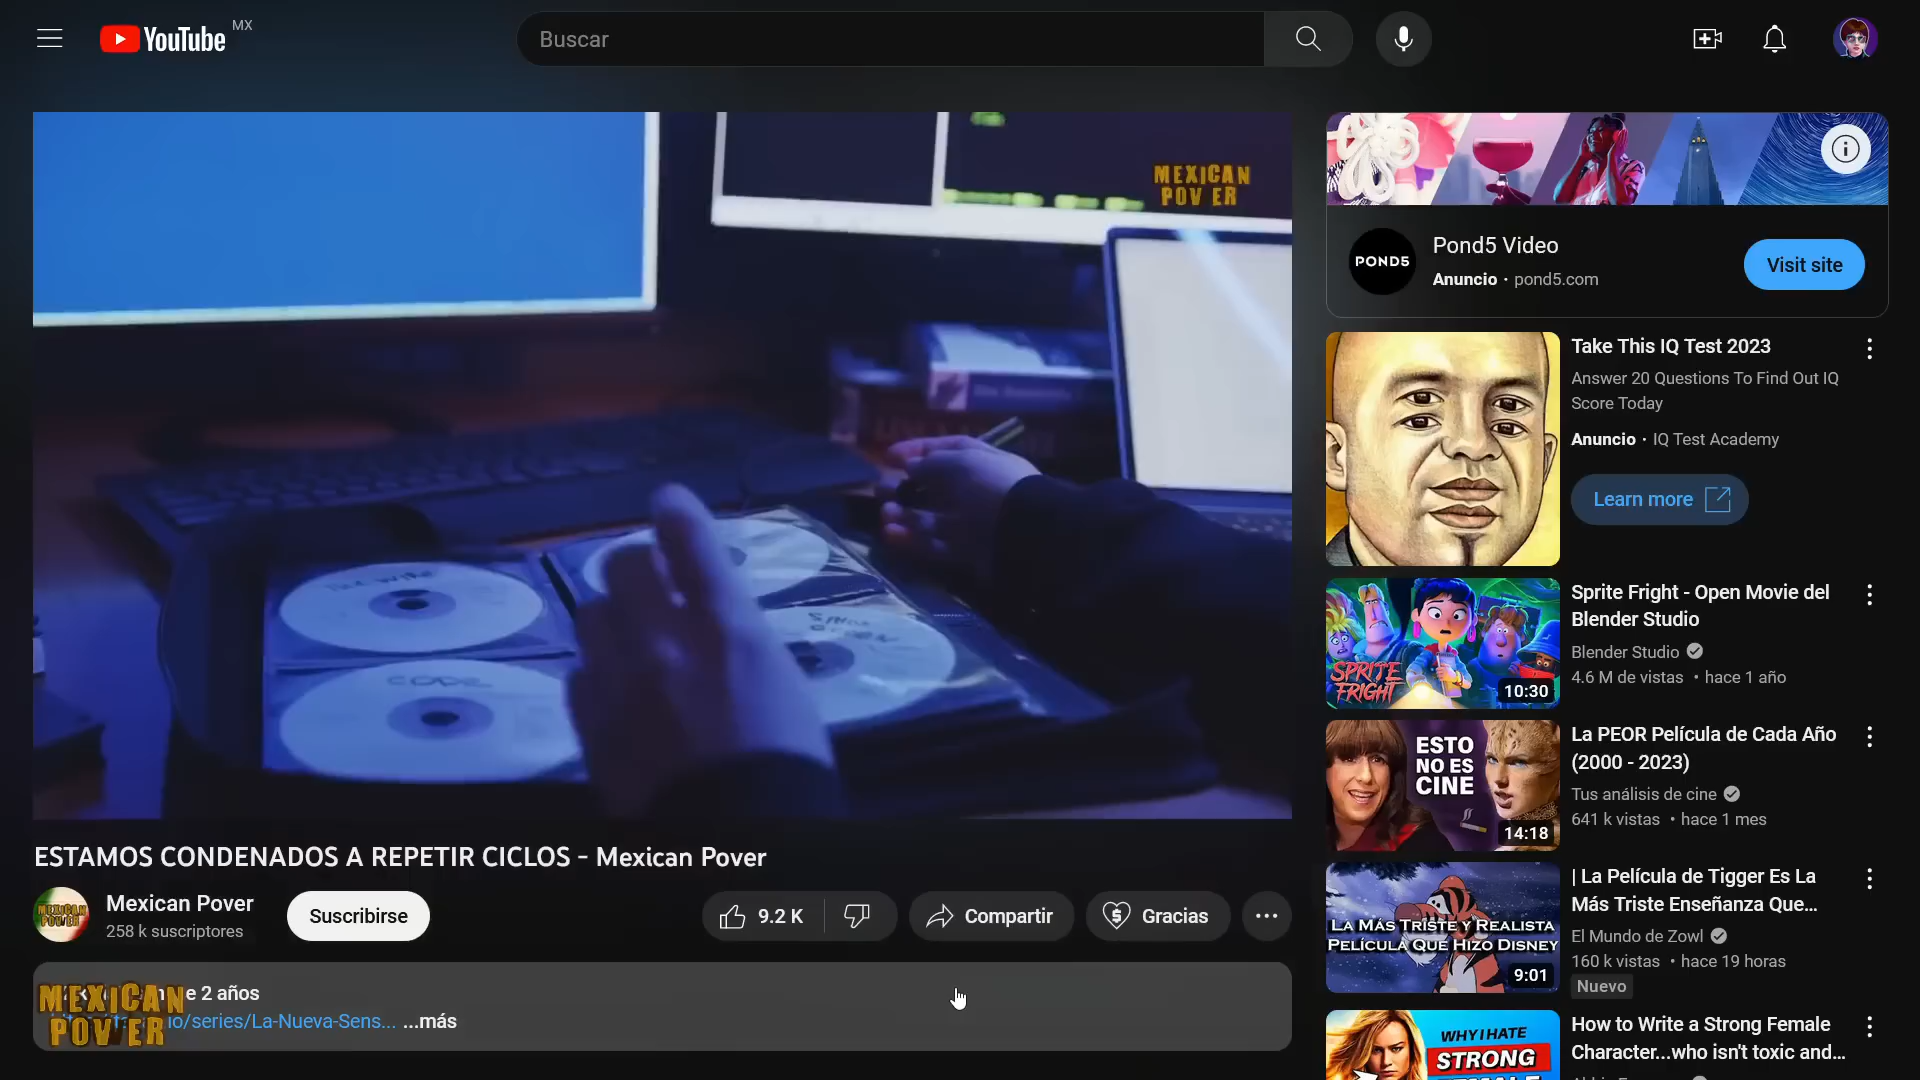 YouTube MX
Buscar
MEXICAN
POVER
CODE
ESTAMOS CONDENADOS A REPETIR CICLOS - Mexican Pover
Mexican Pover
258 k suscriptores
Suscribirse
9.2 K
Compartir
Gracias
MEXICAN
POVER
e 2 años
io/series/La-Nueva-Sens... ...más
POND5
Pond5 Video
Anuncio · pond5.com
Visit site
Take This IQ Test 2023
Answer 20 Questions To Find Out IQ
Score Today
Anuncio · IQ Test Academy
Learn more
SPRITE
FRIGHT
10:30
Sprite Fright - Open Movie del
Blender Studio
Blender Studio
4.6 M de vistas • hace 1 año
ESTO
NO ES
CINE
14:18
La PEOR Película de Cada Año
(2000 - 2023)
Tus análisis de cine
641 k vistas • hace 1 mes
LA MÁS TRISTE Y REALISTA
PELÍCULA QUE HIZO DISNEY
9:01
| La Película de Tigger Es La
Más Triste Enseñanza Que...
El Mundo de Zowl
160 k vistas • hace 19 horas
Nuevo
WHY I HATE
STRONG
How to Write a Strong Female
Character...who isn't toxic and...